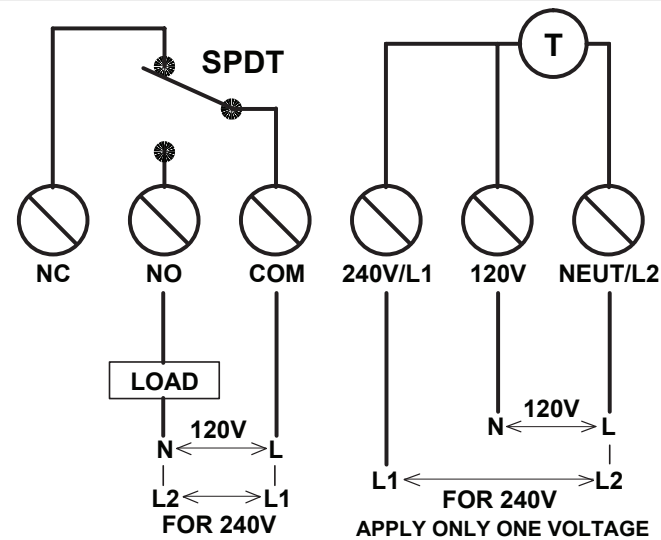 SPDT
T
NC NO COM 240V/L1 120V NEUT/L2
LOAD
N 120V L
L2 L1
FOR 240V
N 120V L
L1 L2
FOR 240V
APPLY ONLY ONE VOLTAGE